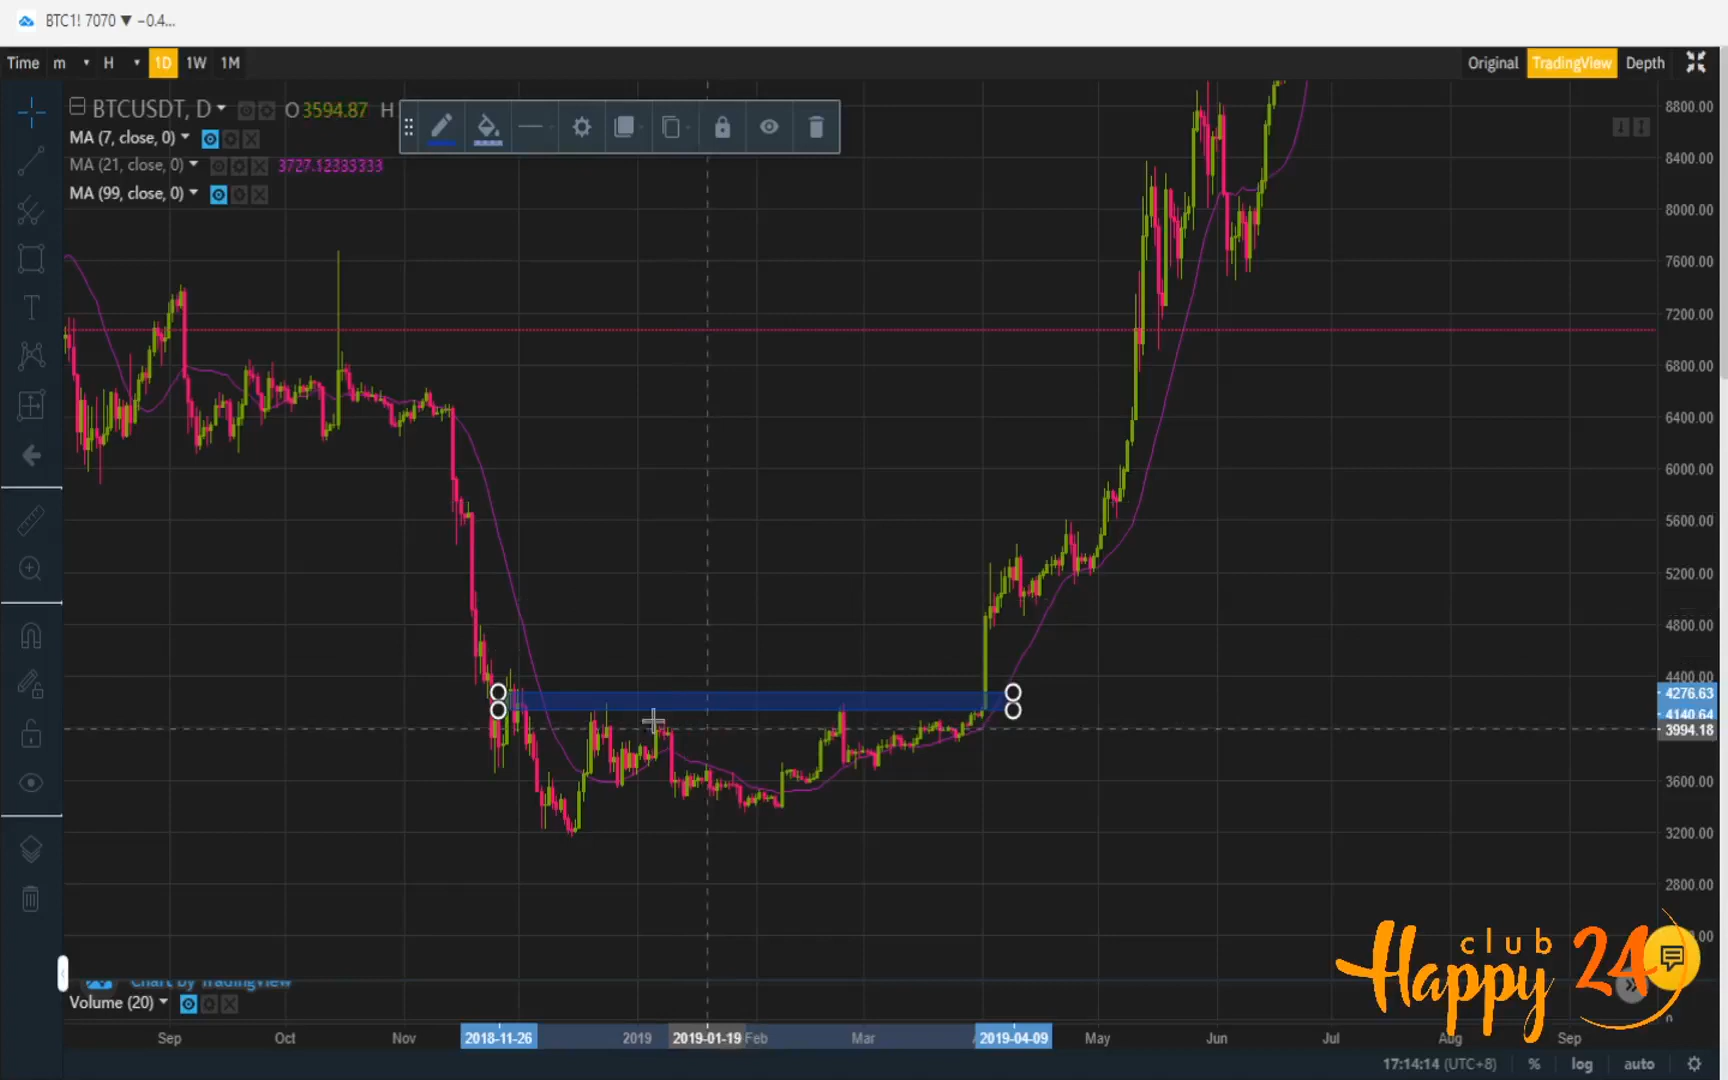 BTC1! 7070 ▼ −0.4...
Time m H 1D 1W 1M
Original TradingView Depth
BTCUSDT, D O 3594.87 H
MA (7, close, 0)
MA (21, close, 0) 3727.12333333
MA (99, close, 0)
T
8800.00
8400.00
8000.00
7600.00
7200.00
6800.00
6400.00
6000.00
5600.00
5200.00
4800.00
4400.00
4276.63
4140.64
3994.18
3600.00
3200.00
2800.00
club
Happy 24
Chart by TradingView
Volume (20)
Sep Oct Nov 2018-11-26 2019 2019-01-19 Feb Mar 2019-04-09 May Jun Jul Aug Sep
17:14:14 (UTC+8) % log auto